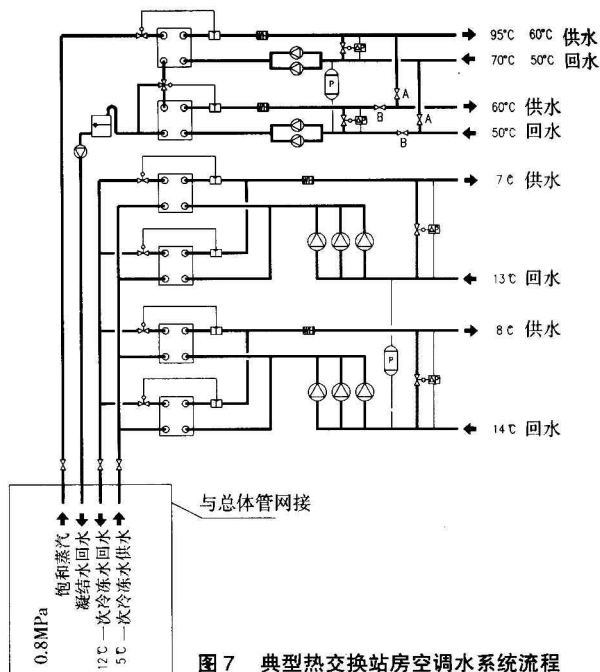 95°C 60°C 供水
70°C 50°C 回水
P
A
60°C 供水
B
A
50°C 回水
B
7℃ 供水
13℃ 回水
8℃ 供水
P
14℃ 回水
与总体管网接
0.8MPa
饱和蒸汽
凝结水回水
12℃一次冷冻水回水
5℃一次冷冻水供水
图7 典型热交换站房空调水系统流程